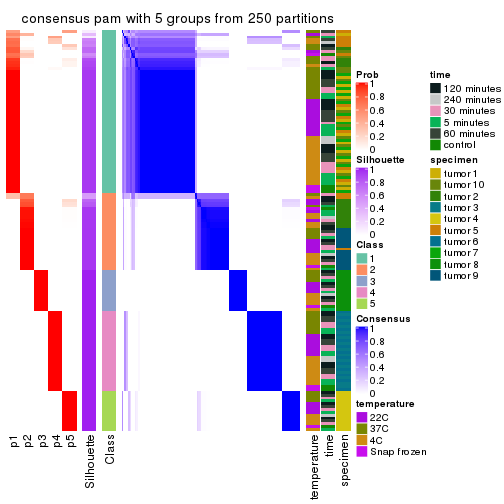 consensus pam with 5 groups from 250 partitions
Prob
1
0.8
0.6
0.4
0.2
0
Silhouette
1
0.8
0.6
0.4
0.2
0
Class
1
2
3
4
5
Consensus
1
0.8
0.6
0.4
0.2
0
temperature
22C
37C
4C
Snap frozen
time
120 minutes
240 minutes
30 minutes
5 minutes
60 minutes
control
specimen
tumor 1
tumor 10
tumor 2
tumor 3
tumor 4
tumor 5
tumor 6
tumor 7
tumor 8
tumor 9
p1
p2
p3
p4
p5
Silhouette
Class
temperature
time
specimen